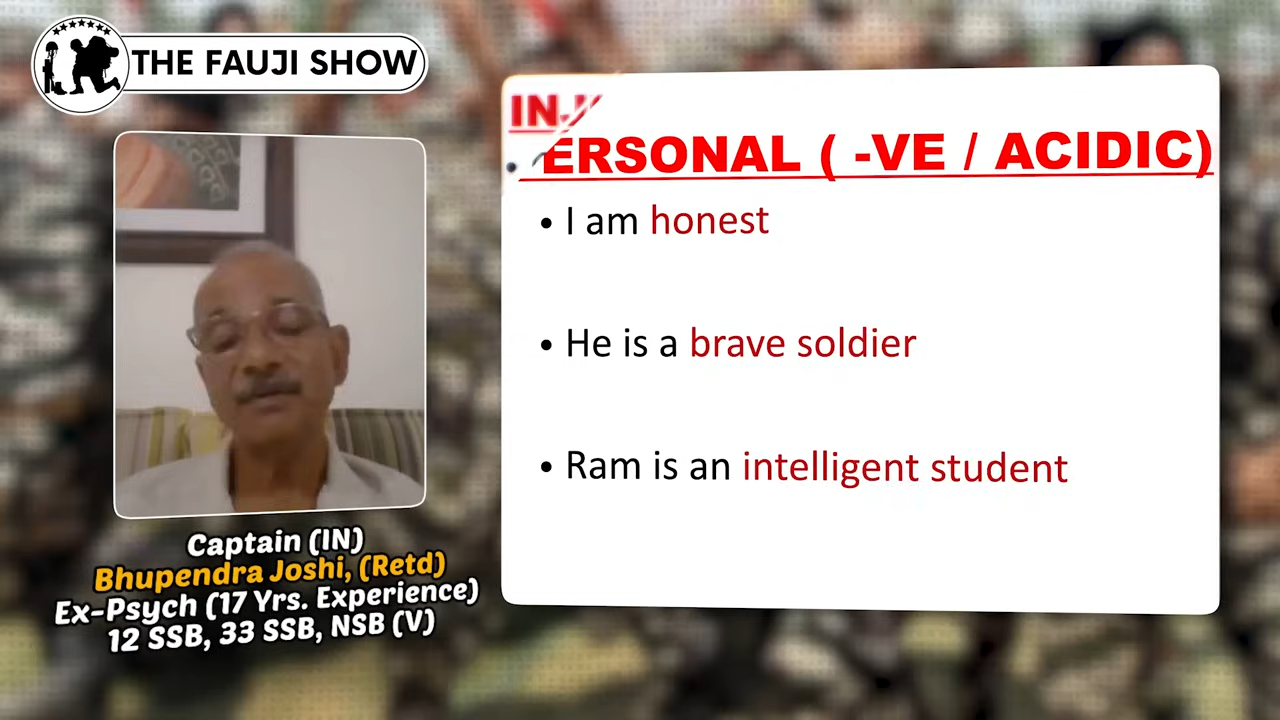 THE FAUJI SHOW
ERSONAL ( -VE / ACIDIC)
• I am honest
• He is a brave soldier
• Ram is an intelligent student
Captain (IN)
Bhupendra Joshi, (Retd)
Ex-Psych (17 Yrs. Experience)
12 SSB, 33 SSB, NSB (V)